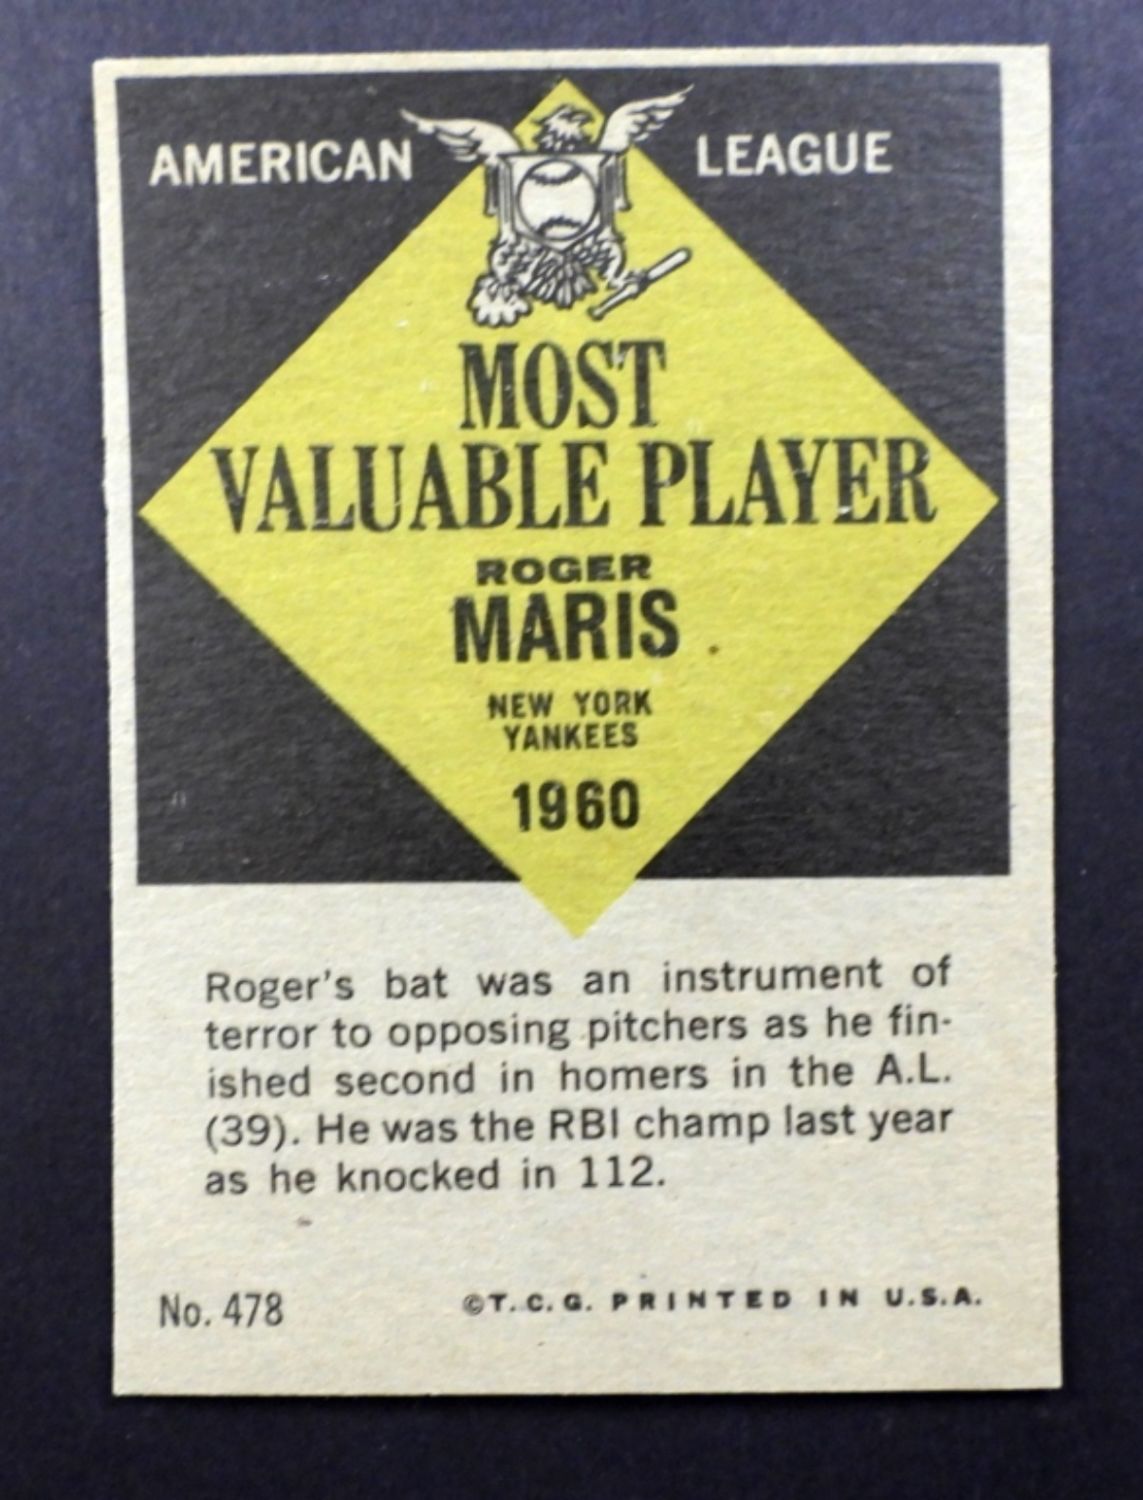 AMERICAN LEAGUE
MOST
VALUABLE PLAYER
ROGER
MARIS
NEW YORK
YANKEES
1960
Roger's bat was an instrument of
terror to opposing pitchers as he fin-
ished second in homers in the A.L.
(39). He was the RBI champ last year
as he knocked in 112.
No. 478 ©T.C.G. PRINTED IN U.S.A.